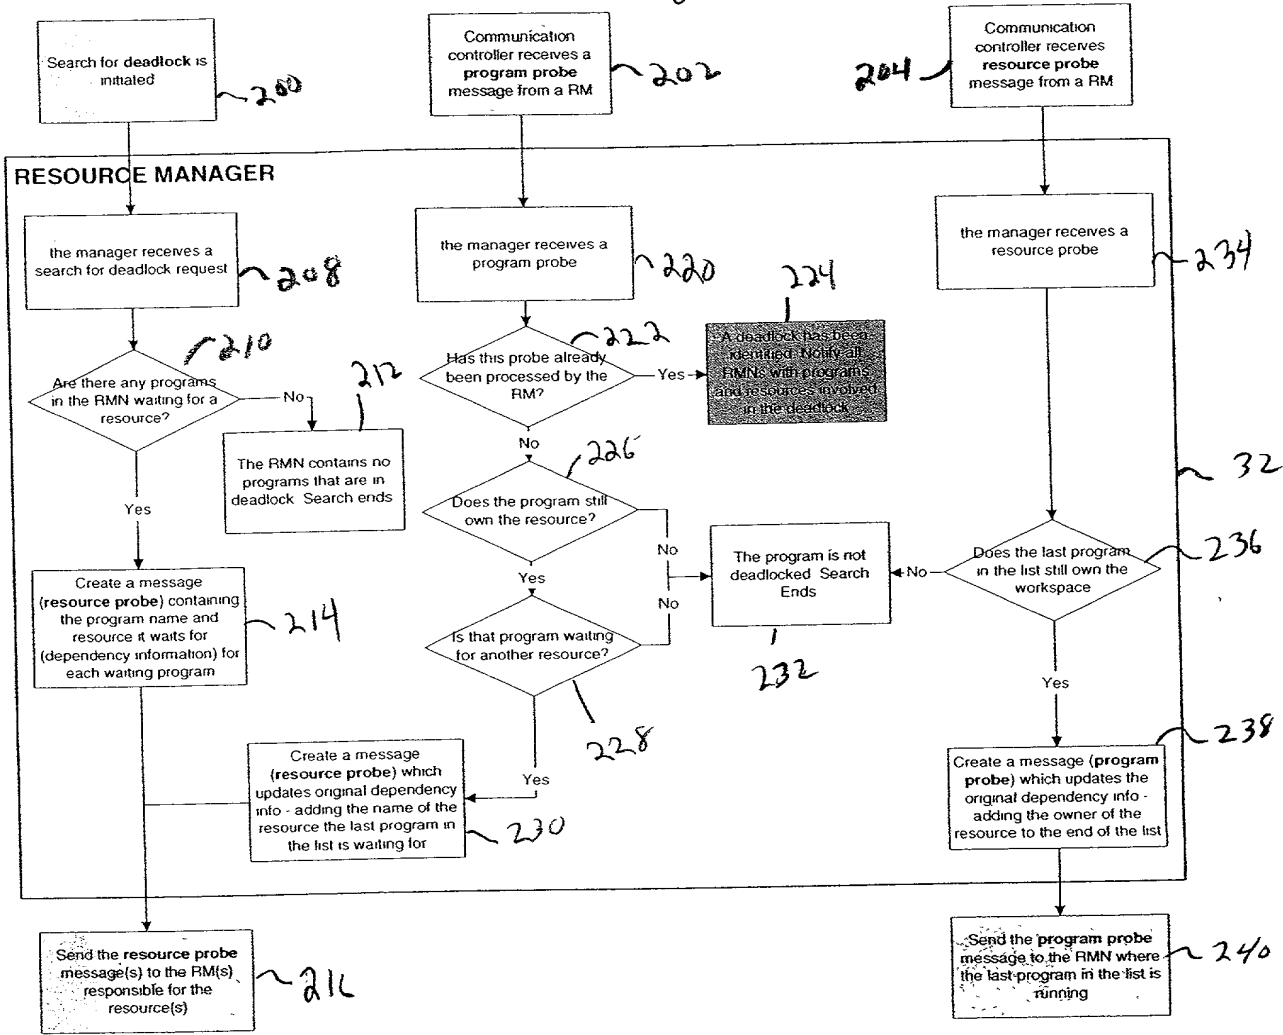 Search for deadlock is
initiated
200
Communication
controller receives a
program probe
message from a RM
202
Communication
controller receives
resource probe
message from a RM
204
RESOURCE MANAGER
the manager receives a
search for deadlock request
208
the manager receives a
program probe
220
the manager receives a
resource probe
234
210
Are there any programs
in the RMN waiting for a
resource?
No
212
The RMN contains no
programs that are in
deadlock Search ends
Yes
222
Has this probe already
been processed by the
RM?
Yes
224
A deadlock has been
identified Notify all
RMNs with programs
and resources involved
in the deadlock
No
226
Does the program still
own the resource?
No
Yes
Is that program waiting
for another resource?
No
228
Yes
The program is not
deadlocked Search
Ends
232
No
Does the last program
in the list still own the
workspace
236
32
Yes
Create a message
(resource probe) containing
the program name and
resource it waits for
(dependency information) for
each waiting program
214
Create a message
(resource probe) which
updates original dependency
info - adding the name of the
resource the last program in
the list is waiting for
230
Create a message (program
probe) which updates the
original dependency info -
adding the owner of the
resource to the end of the list
238
Send the resource probe
message(s) to the RM(s)
responsible for the
resource(s)
216
Send the program probe
message to the RMN where
the last program in the list is
running
240